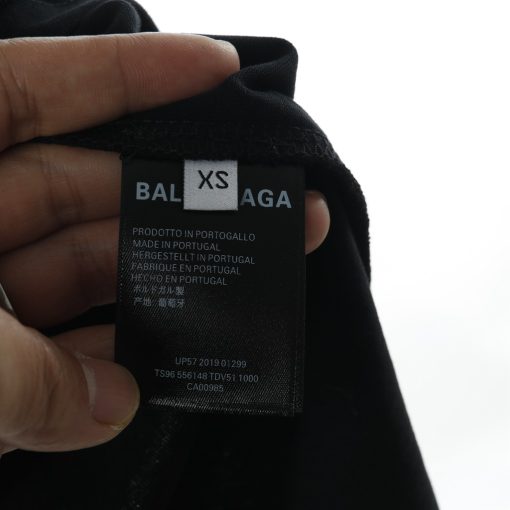 XS
BAL AGA
PRODOTTO IN PORTOGALLO
MADE IN PORTUGAL
HERGESTELLT IN PORTUGAL
FABRIQUE EN PORTUGAL
HECHO EN PORTUGAL
ポルトガル製
产地:葡萄牙
UP57 2019 01299
TS96 556148 TDV51 1000
CA00985